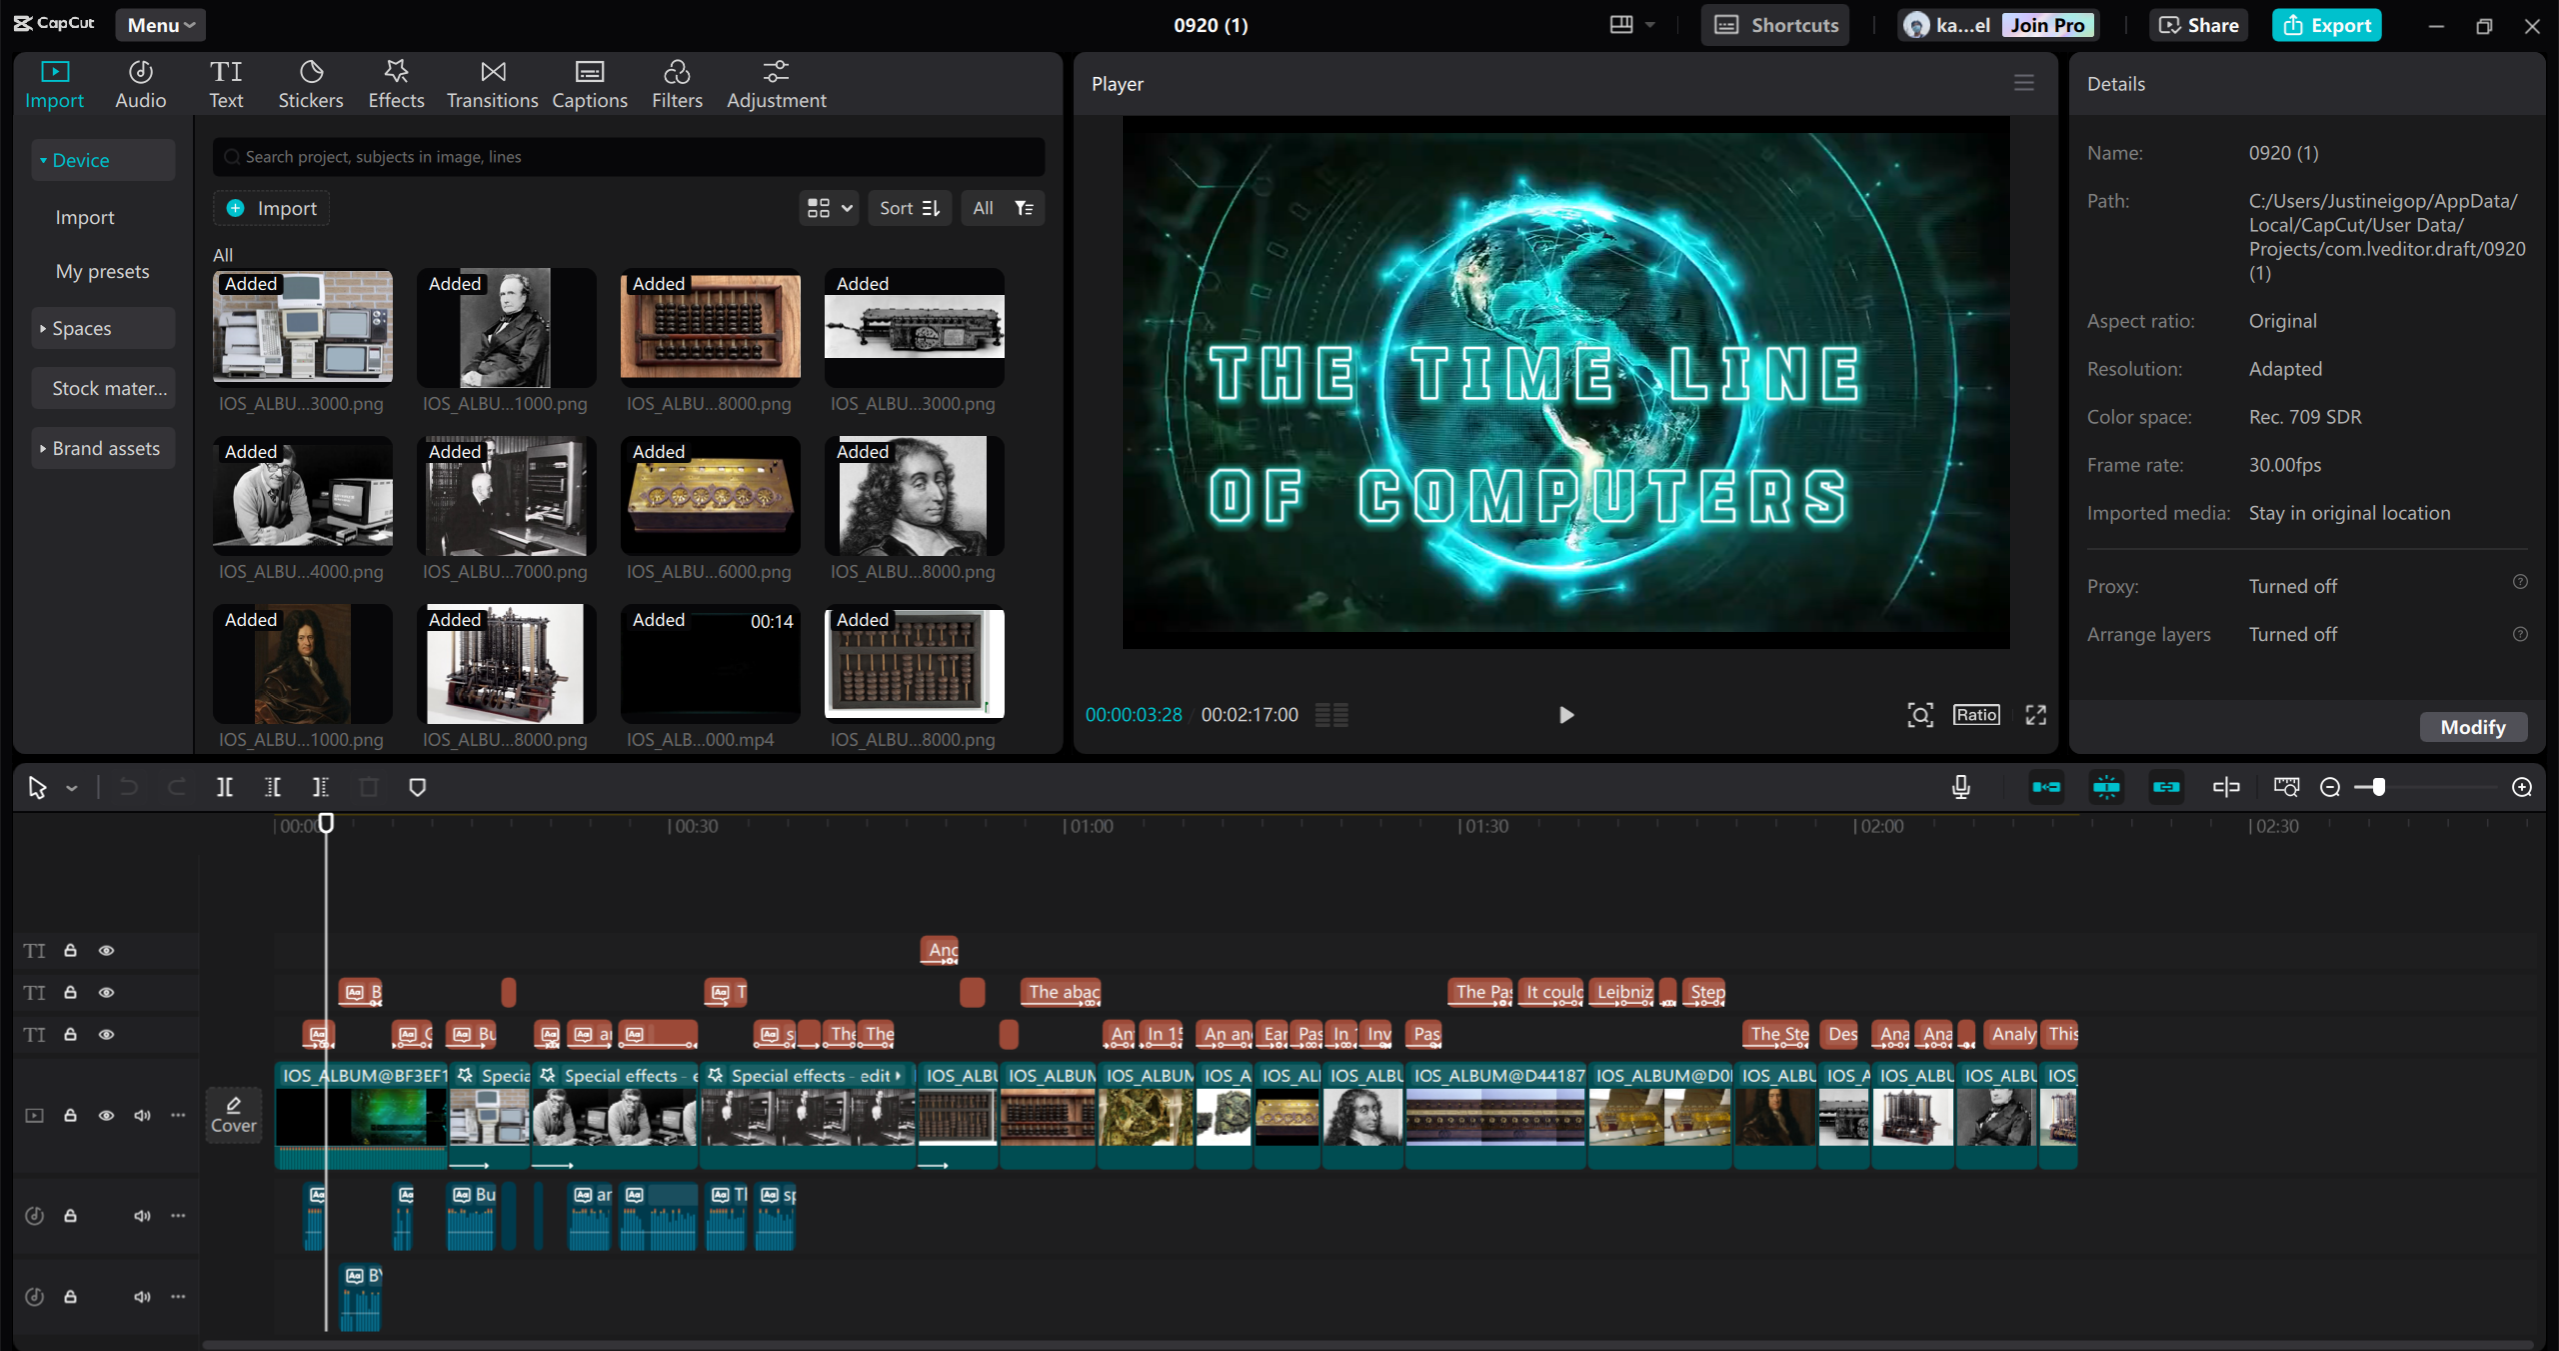 CapCut
Menu
0920 (1)
Shortcuts
ka...el
Join Pro
Share
Export
Import
Audio
TI
Text
Stickers
Effects
Transitions
Captions
Filters
Adjustment
Device
Import
My presets
Spaces
Stock mater...
Brand assets
Search project, subjects in image, lines
Import
Sort
All
All
Added
Added
Added
Added
IOS_ALBU...3000.png
IOS_ALBU...1000.png
IOS_ALBU...8000.png
IOS_ALBU...3000.png
Added
Added
Added
Added
IOS_ALBU...4000.png
IOS_ALBU...7000.png
IOS_ALBU...6000.png
IOS_ALBU...8000.png
Added
Added
Added
00:14
Added
IOS_ALBU...1000.png
IOS_ALBU...8000.png
IOS_ALB...000.mp4
IOS_ALBU...8000.png
Player
THE TIME LINE
OF COMPUTERS
00:00:03:28
00:02:17:00
Ratio
Details
Name:
0920 (1)
Path:
C:/Users/Justineigop/AppData/
Local/CapCut/User Data/
Projects/com.lveditor.draft/0920
(1)
Aspect ratio:
Original
Resolution:
Adapted
Color space:
Rec. 709 SDR
Frame rate:
30.00fps
Imported media:
Stay in original location
Proxy:
Turned off
Arrange layers
Turned off
Modify
00:00
00:30
01:00
01:30
02:00
02:30
TI
Anc
TI
B
T
The abac
The Pas
It could
Leibniz
Step
TI
Bu
ar
s
The
The
An
In 15
An an
Ear
Pas
In
Inv
Pas
The Ste
Des
Ana
Ana
Analy
This
Cover
IOS_ALBUM@BF3EF1
Specia
Special effects - e
Special effects - edit
IOS_ALBU
IOS_ALBUM
IOS_ALBUM
IOS_A
IOS_AL
IOS_ALBU
IOS_ALBUM@D44187
IOS_ALBUM@D0
IOS_ALBU
IOS_A
IOS_ALBU
IOS_ALBU
IOS_
Bu
ar
Tl
sp
BY